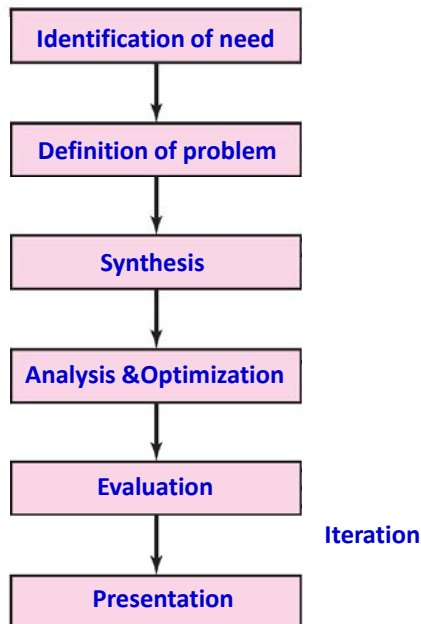 Identification of need
Definition of problem
Synthesis
Analysis &Optimization
Evaluation
Iteration
Presentation